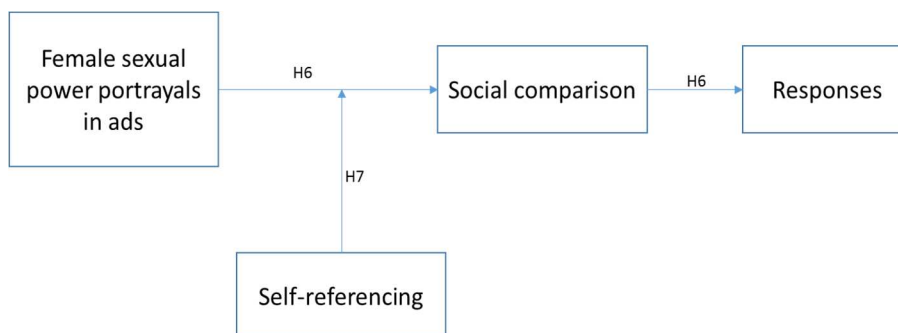 Female sexual
power portrayals
in ads
H6
Social comparison
H6
Responses
H7
Self-referencing